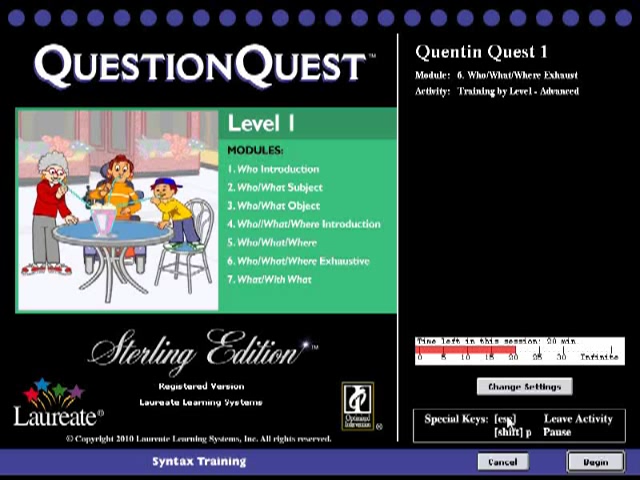 QUESTIONQUEST™
Level 1
MODULES:
1. Who Introduction
2. Who/What Subject
3. Who/What Object
4. Who//What/Where Introduction
5. Who/What/Where
6. Who/What/Where Exhaustive
7. What/With What
Sterling Edition™
Registered Version
Laureate Learning Systems
Laureate®
Optimized Intervention
®
© Copyright 2010 Laureate Learning Systems, Inc. All rights reserved.
Quentin Quest 1
Module: 6. Who/What/Where Exhaust
Activity: Training by Level - Advanced
Time left in this session: 20 min
0 5 10 15 20 25 30 Infinite
Change Settings
Special Keys: [esc] Leave Activity
[shift] p Pause
Syntax Training
Cancel
Begin